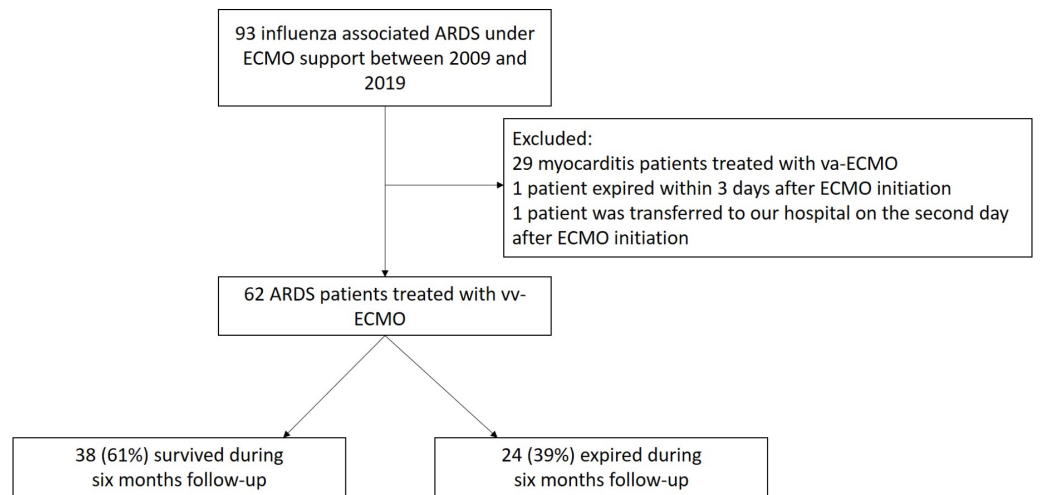 93 influenza associated ARDS under
ECMO support between 2009 and
2019
Excluded:
29 myocarditis patients treated with va-ECMO
1 patient expired within 3 days after ECMO initiation
1 patient was transferred to our hospital on the second day
after ECMO initiation
62 ARDS patients treated with vv-
ECMO
38 (61%) survived during
six months follow-up
24 (39%) expired during
six months follow-up